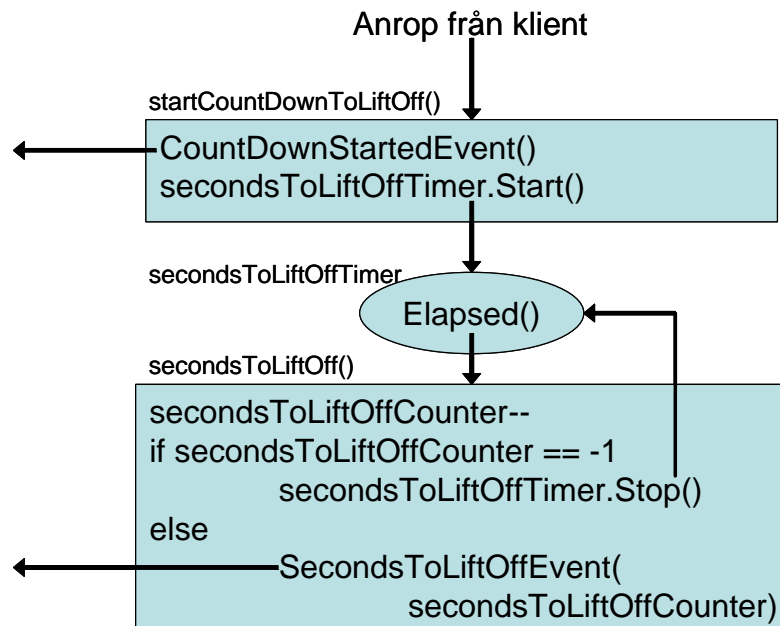 Anrop från klient
startCountDownToLiftOff()
CountDownStartedEvent()
secondsToLiftOffTimer.Start()
secondsToLiftOffTimer
Elapsed()
secondsToLiftOff()
secondsToLiftOffCounter--
if secondsToLiftOffCounter == -1
secondsToLiftOffTimer.Stop()
else
SecondsToLiftOffEvent(
secondsToLiftOffCounter)